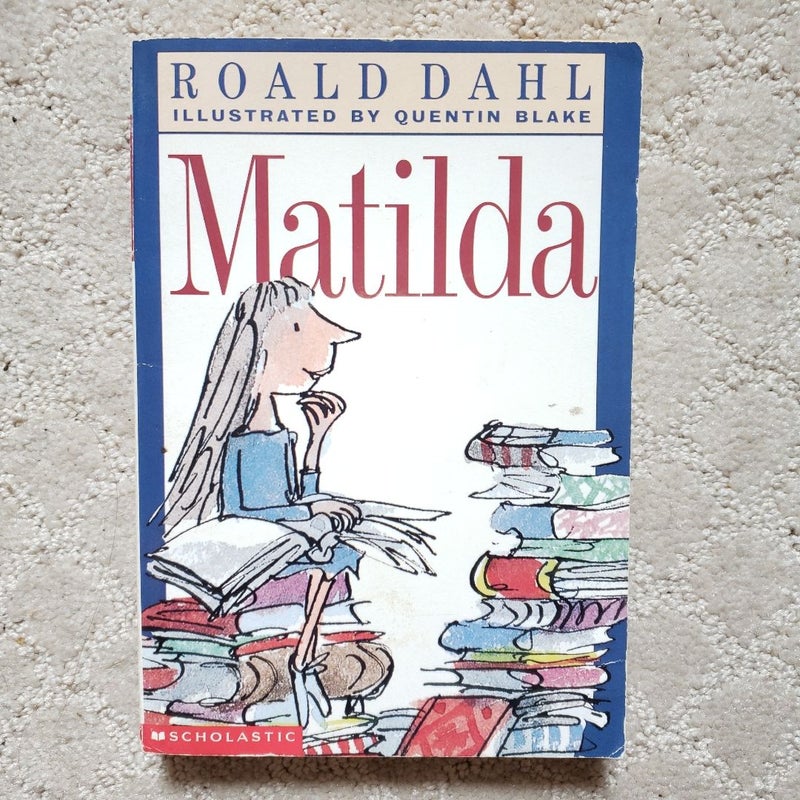 ROALD DAHL
ILLUSTRATED BY QUENTIN BLAKE
Matilda
SCHOLASTIC